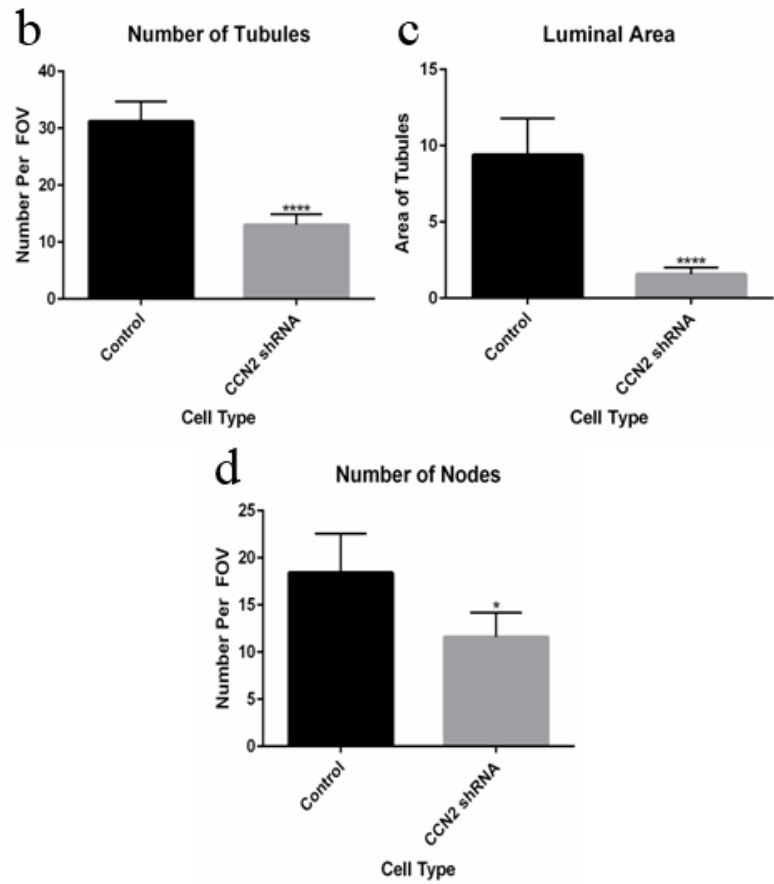 b
Number of Tubules
Number Per FOV
40
30
20
10
0
****
Control
CCN2 shRNA
Cell Type
c
Luminal Area
Area of Tubules
15
10
5
0
****
Control
CCN2 shRNA
Cell Type
d
Number of Nodes
Number Per FOV
25
20
15
10
5
0
*
Control
CCN2 shRNA
Cell Type